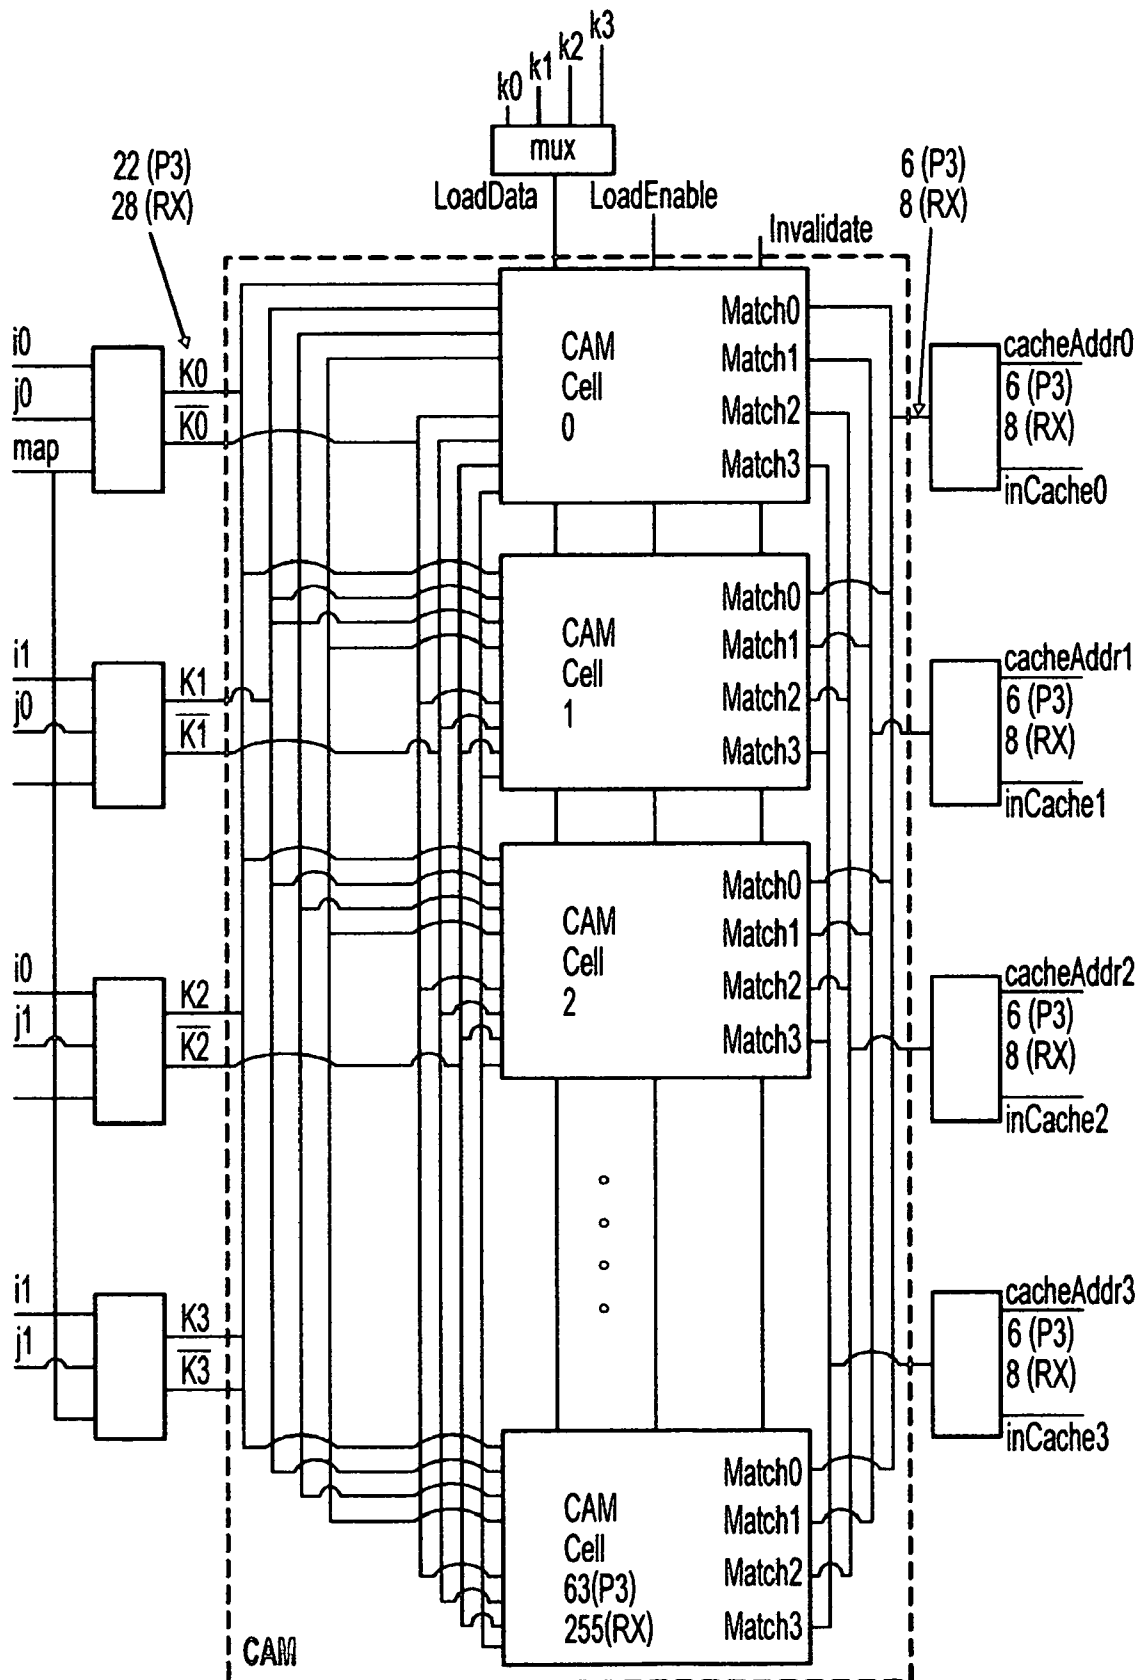 k0 k1 k2 k3
mux
22 (P3)
28 (RX)
6 (P3)
8 (RX)
LoadData LoadEnable Invalidate
i0
j0
map
K0
K0
CAM
Cell
0
Match0
Match1
Match2
Match3
cacheAddr0
6 (P3)
8 (RX)
inCache0
i1
j0
K1
K1
CAM
Cell
1
Match0
Match1
Match2
Match3
cacheAddr1
6 (P3)
8 (RX)
inCache1
i0
j1
K2
K2
CAM
Cell
2
Match0
Match1
Match2
Match3
cacheAddr2
6 (P3)
8 (RX)
inCache2
i1
j1
K3
K3
cacheAddr3
6 (P3)
8 (RX)
inCache3
CAM
Cell
63(P3)
255(RX)
Match0
Match1
Match2
Match3
CAM